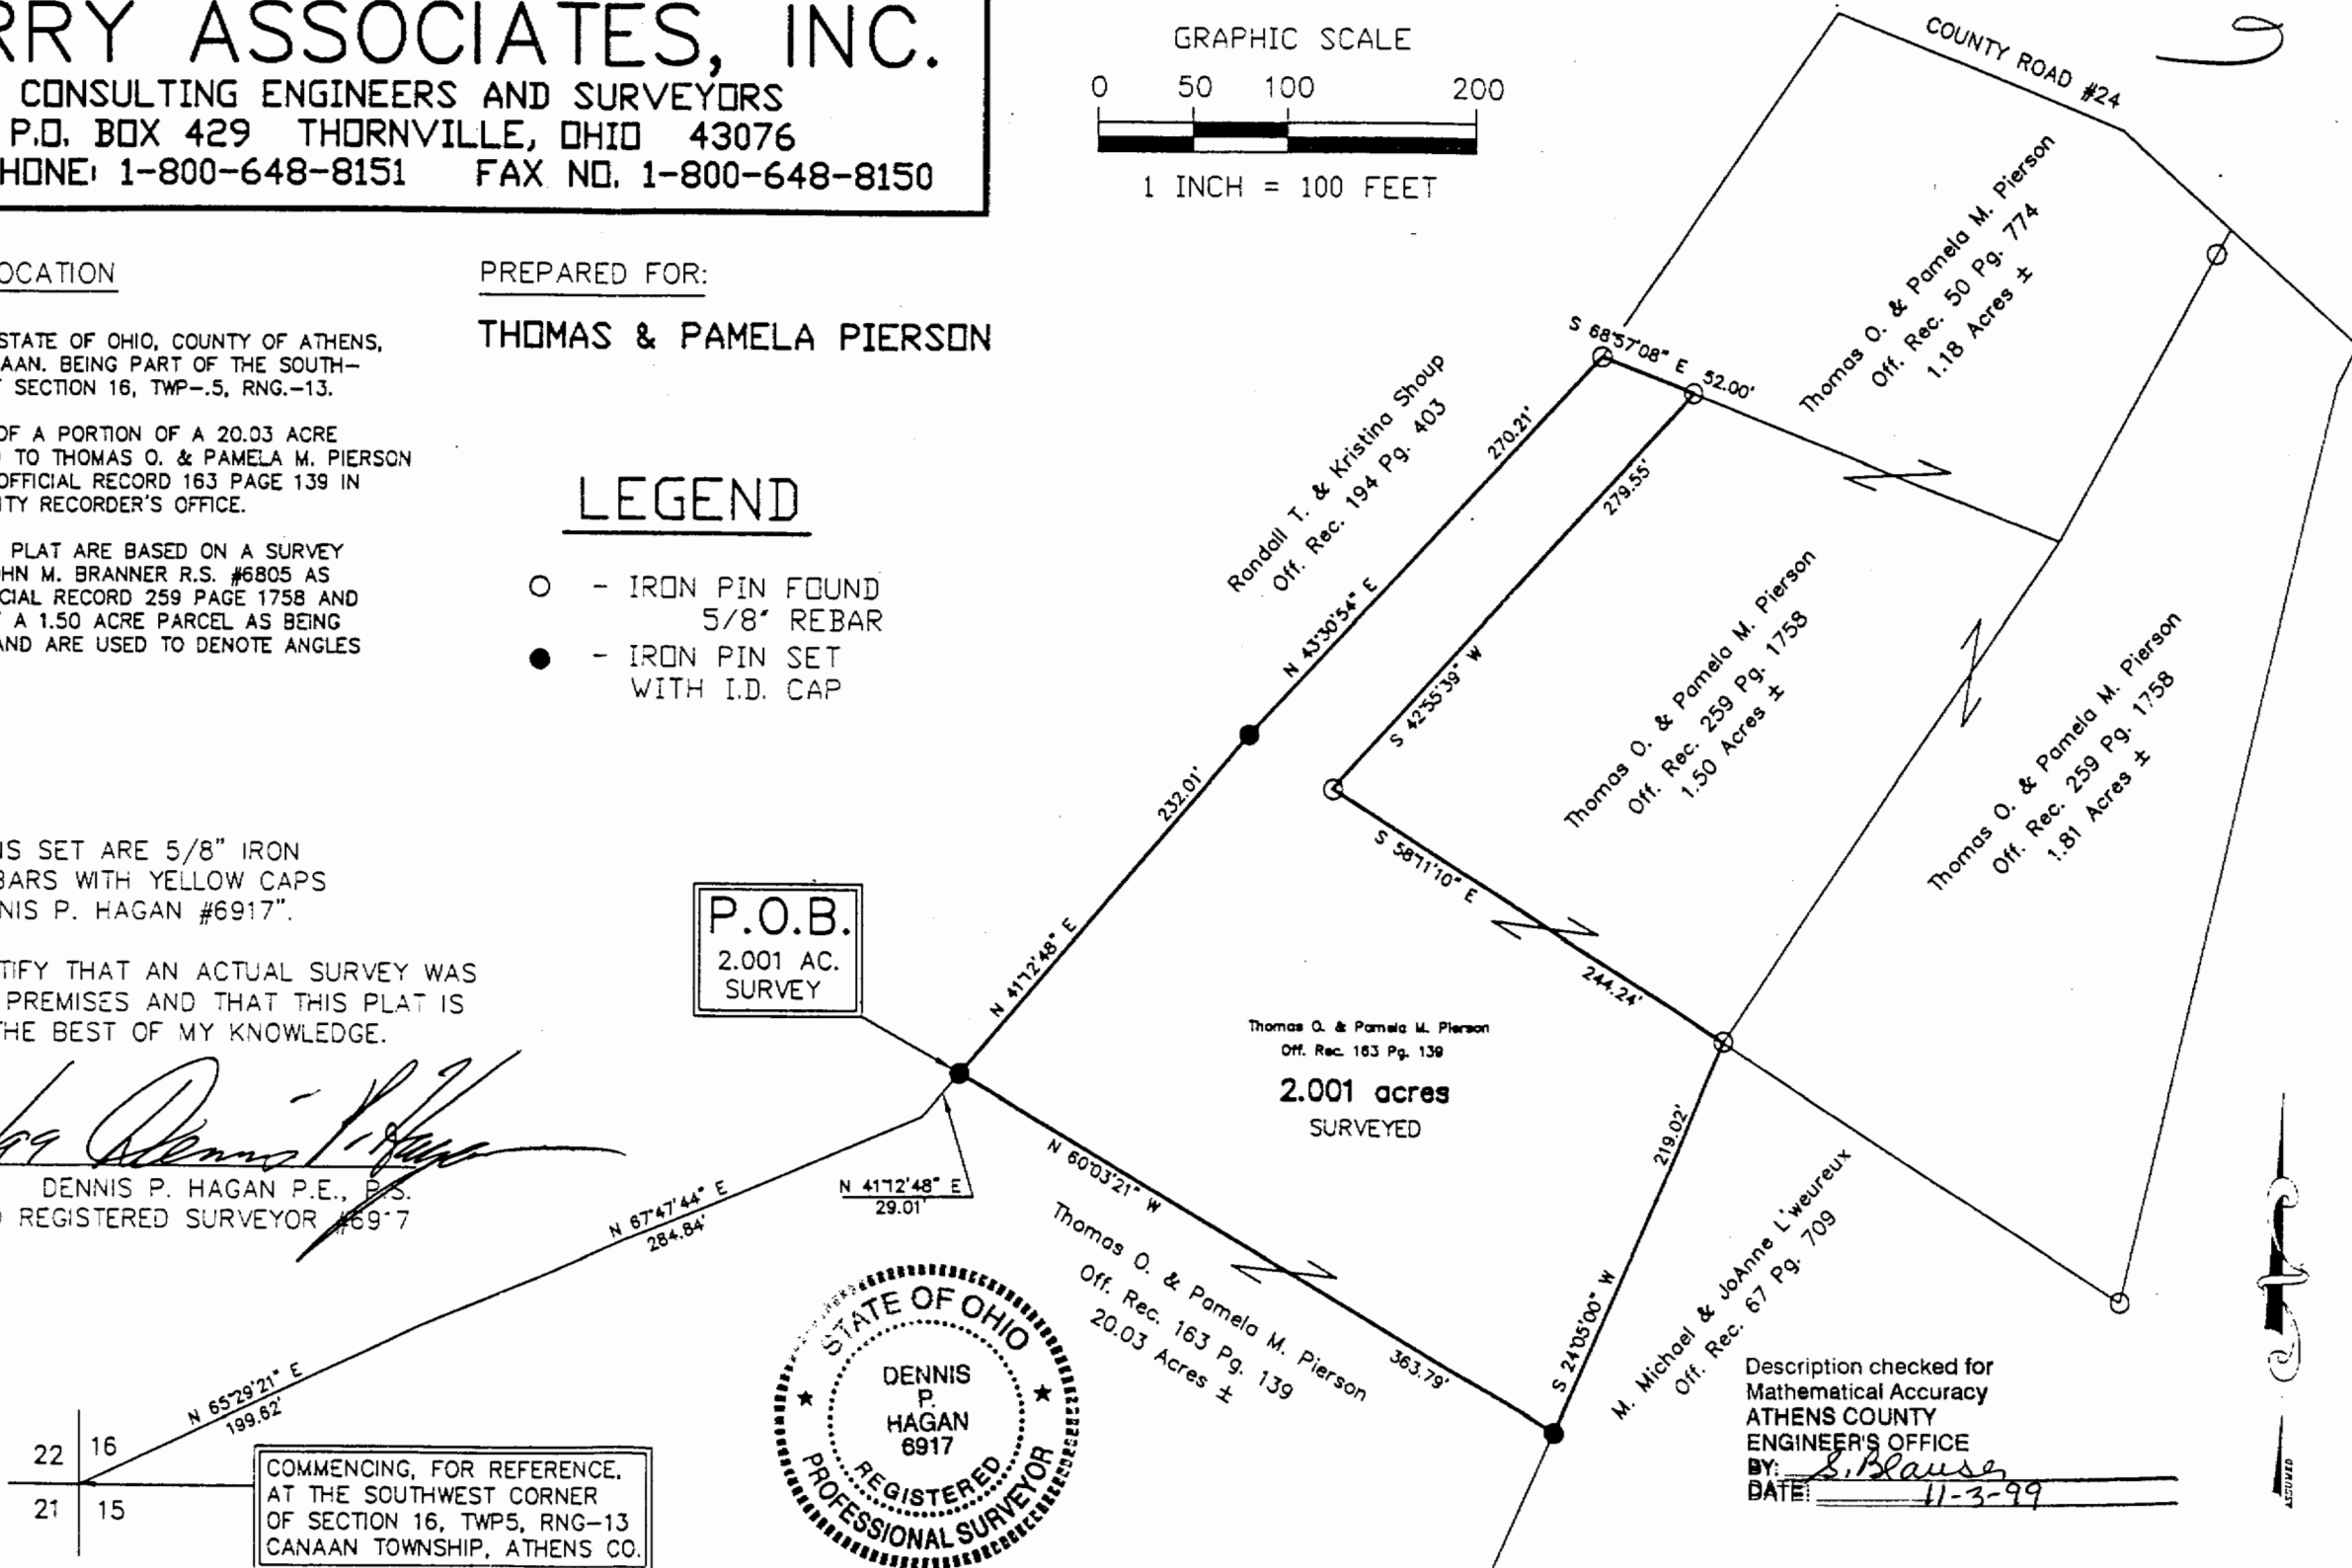 RRY ASSOCIATES, INC.
CONSULTING ENGINEERS AND SURVEYORS
P.O. BOX 429 THORNVILLE, OHIO 43076
HONE: 1-800-648-8151 FAX NO. 1-800-648-8150
GRAPHIC SCALE
0 50 100 200
1 INCH = 100 FEET
COUNTY ROAD #24
OCATION
STATE OF OHIO, COUNTY OF ATHENS,
AAN. BEING PART OF THE SOUTH-
SECTION 16, TWP-.5, RNG.-13.
OF A PORTION OF A 20.03 ACRE
TO THOMAS O. & PAMELA M. PIERSON
OFFICIAL RECORD 163 PAGE 139 IN
TY RECORDER'S OFFICE.
PLAT ARE BASED ON A SURVEY
HN M. BRANNER R.S. #6805 AS
CIAL RECORD 259 PAGE 1758 AND
A 1.50 ACRE PARCEL AS BEING
AND ARE USED TO DENOTE ANGLES
PREPARED FOR:
THOMAS & PAMELA PIERSON
LEGEND
O - IRON PIN FOUND
5/8" REBAR
● - IRON PIN SET
WITH I.D. CAP
NS SET ARE 5/8" IRON
BARS WITH YELLOW CAPS
NIS P. HAGAN #6917".
TIFY THAT AN ACTUAL SURVEY WAS
PREMISES AND THAT THIS PLAT IS
THE BEST OF MY KNOWLEDGE.
99 Dennis P. Hagan
DENNIS P. HAGAN P.E., P.S.
REGISTERED SURVEYOR #6917
P.O.B.
2.001 AC.
SURVEY
Thomas O. & Pamela M. Pierson
Off. Rec. 50 Pg. 774
1.18 Acres ±
S 68°57'08" E 52.00'
Randall T. & Kristina Shoup
Off. Rec. 194 Pg. 403
270.21'
N 43°30'54" E
279.55'
S 42°55'39" W
Thomas O. & Pamela M. Pierson
Off. Rec. 259 Pg. 1758
1.50 Acres ±
Thomas O. & Pamela M. Pierson
Off. Rec. 259 Pg. 1758
1.81 Acres ±
232.01'
N 41°12'48" E
S 58°11'10" E
244.24'
Thomas O. & Pamela M. Pierson
Off. Rec. 163 Pg. 139
2.001 acres
SURVEYED
219.02'
S 24°05'00" W
N 60°03'21" W
363.79'
Thomas O. & Pamela M. Pierson
Off. Rec. 163 Pg. 139
20.03 Acres ±
M. Michael & JoAnne L'weureux
Off. Rec. 67 Pg. 709
N 41°12'48" E
29.01'
N 67°47'44" E
284.84'
N 65°29'21" E
199.62'
22 16
21 15
COMMENCING, FOR REFERENCE,
AT THE SOUTHWEST CORNER
OF SECTION 16, TWP5, RNG-13
CANAAN TOWNSHIP, ATHENS CO.
STATE OF OHIO
DENNIS
P.
HAGAN
6917
REGISTERED
PROFESSIONAL SURVEYOR
Description checked for
Mathematical Accuracy
ATHENS COUNTY
ENGINEER'S OFFICE
BY: S. Blauser
DATE: 11-3-99
ASSUMED